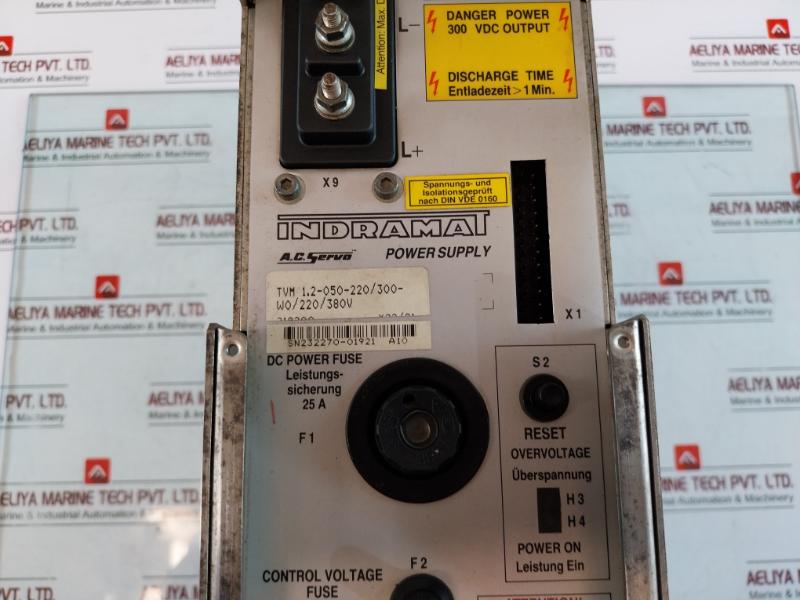 L-
Attention: Max.
DANGER POWER
300 VDC OUTPUT
DISCHARGE TIME
Entladezeit >1 Min.
L+
X9
Spannungs- und
Isolationsgeprüft
nach DIN VDE 0160
INDRAMAT
A.C. Servo
POWER SUPPLY
TVM 1.2-050-220/300-
W0/220/380V
SN232270-01921 A10
X1
DC POWER FUSE
Leistungs-
sicherung
25 A
F1
S2
RESET
OVERVOLTAGE
Überspannung
H3
H4
POWER ON
Leistung Ein
F2
CONTROL VOLTAGE
FUSE
AELIYA MARINE TECH PVT. LTD.
Marine & Industrial Automation & Machinery